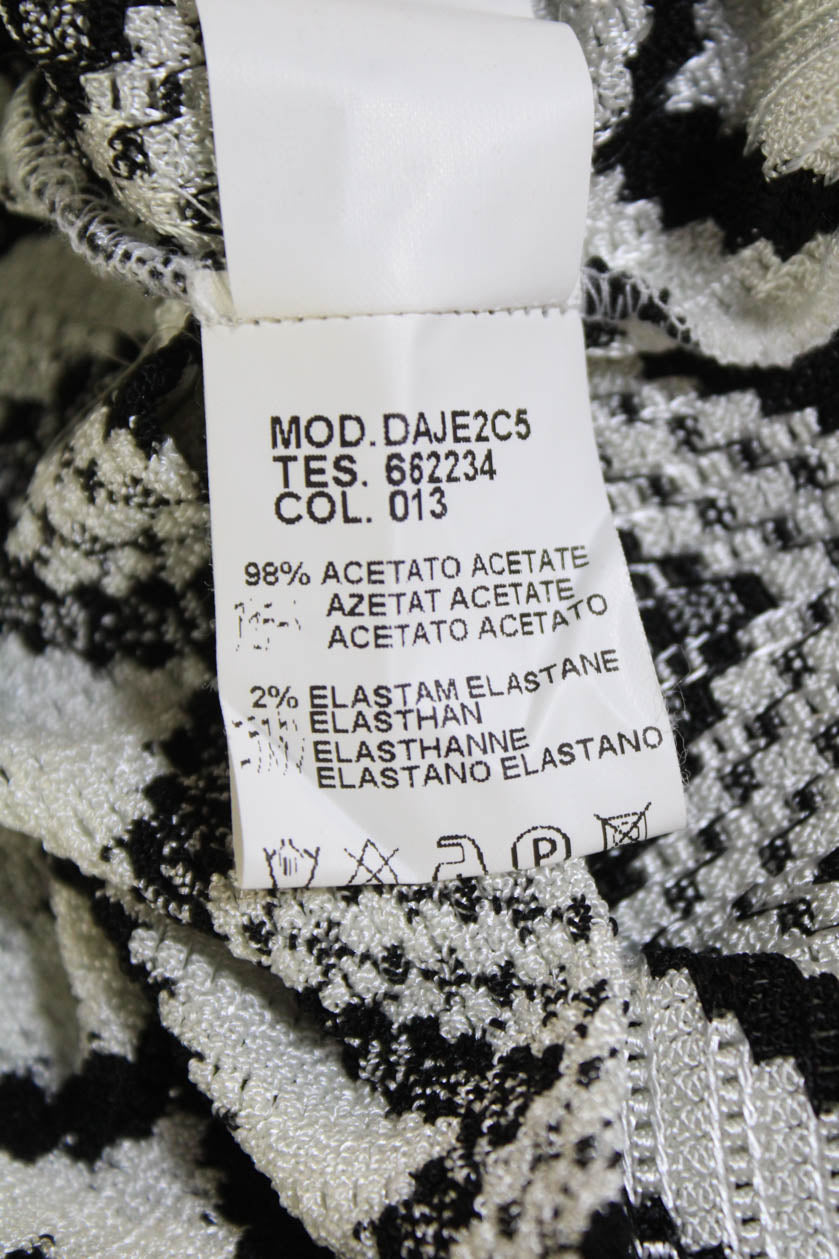 MOD. DAJE2C5
TES. 662234
COL. 013
98% ACETATO ACETATE
AZETAT ACETATE
ACETATO ACETATO
2% ELASTAM ELASTANE
ELASTHAN
ELASTHANNE
ELASTANO ELASTANO
P